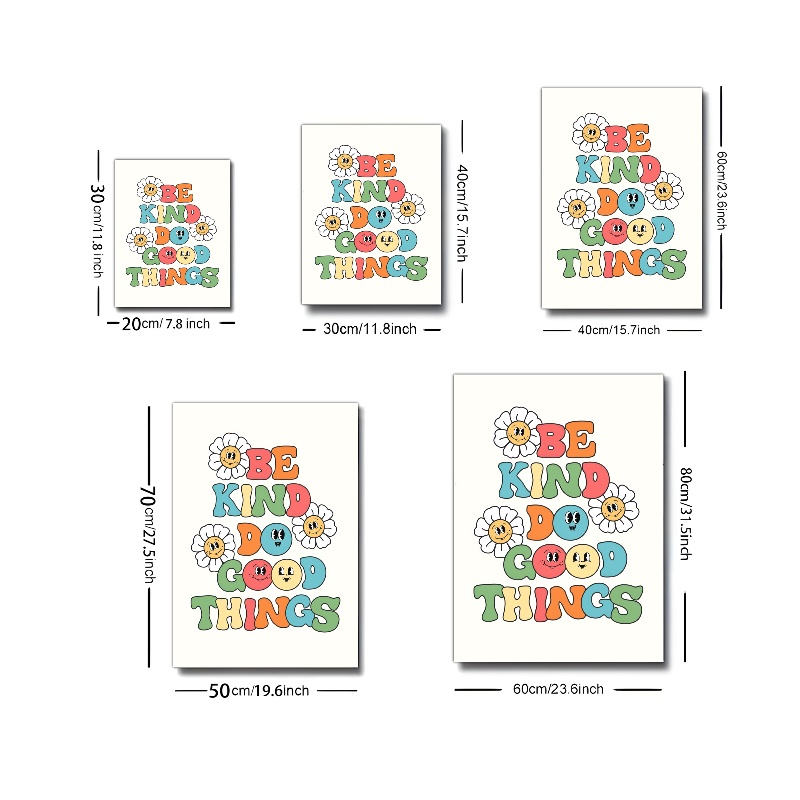 BE
KIND
DO
GOOD
THINGS
30cm/11.8 inch
20cm/ 7.8 inch
BE
KIND
DO
GOOD
THINGS
40cm/15.7inch
30cm/11.8inch
BE
KIND
DO
GOOD
THINGS
60cm/23.6inch
40cm/15.7inch
BE
KIND
DO
GOOD
THINGS
70cm/27.5inch
50cm/19.6inch
BE
KIND
DO
GOOD
THINGS
80cm/31.5inch
60cm/23.6inch